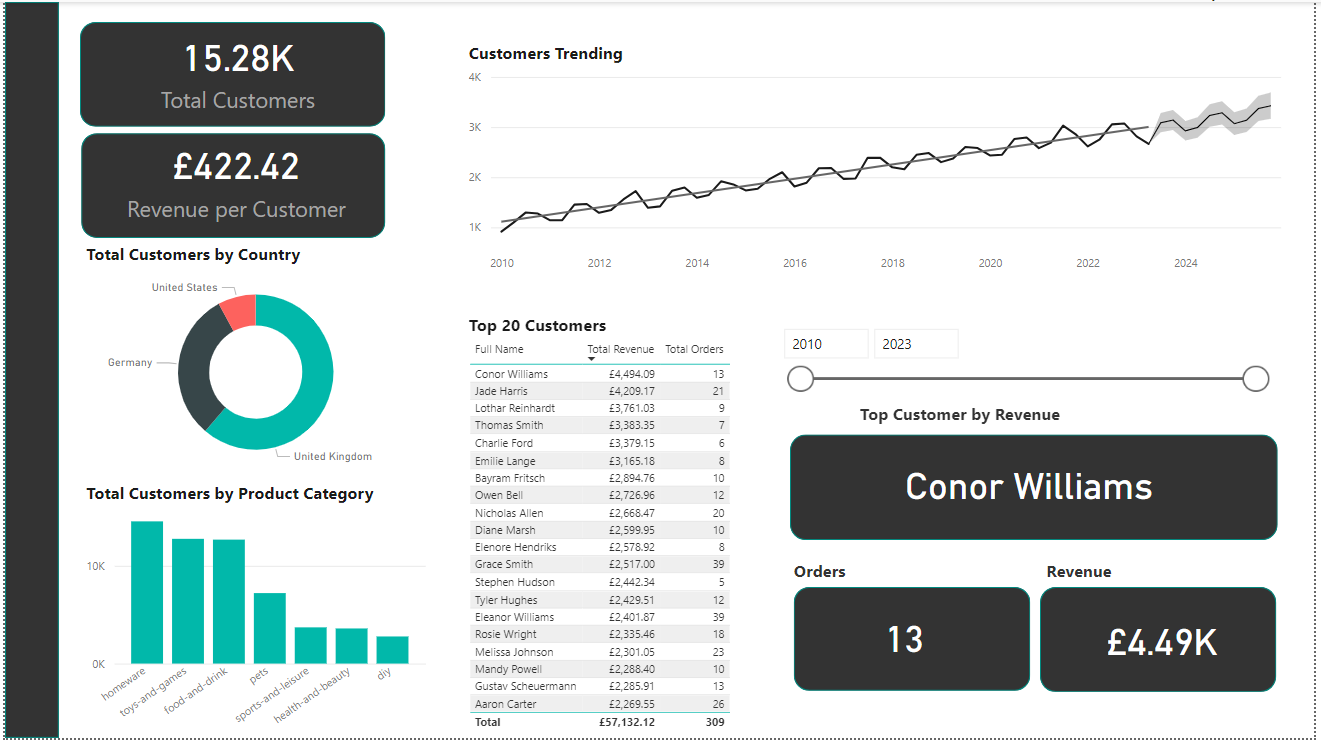 15.28K
Total Customers
£422.42
Revenue per Customer
Total Customers by Country
United States
Germany
United Kingdom
Total Customers by Product Category
10K
0K
homeware
toys-and-games
food-and-drink
pets
sports-and-leisure
health-and-beauty
diy
Customers Trending
4K
3K
2K
1K
2010 2012 2014 2016 2018 2020 2022 2024
Top 20 Customers
Full Name Total Revenue Total Orders
Conor Williams £4,494.09 13
Jade Harris £4,209.17 21
Lothar Reinhardt £3,761.03 9
Thomas Smith £3,383.35 7
Charlie Ford £3,379.15 6
Emilie Lange £3,165.18 8
Bayram Fritsch £2,894.76 10
Owen Bell £2,726.96 12
Nicholas Allen £2,668.47 20
Diane Marsh £2,599.95 10
Elenore Hendriks £2,578.92 8
Grace Smith £2,517.00 39
Stephen Hudson £2,442.34 5
Tyler Hughes £2,429.51 12
Eleanor Williams £2,401.87 39
Rosie Wright £2,335.46 18
Melissa Johnson £2,301.05 23
Mandy Powell £2,288.40 10
Gustav Scheuermann £2,285.91 13
Aaron Carter £2,269.55 26
Total £57,132.12 309
2010 2023
Top Customer by Revenue
Conor Williams
Orders Revenue
13 £4.49K